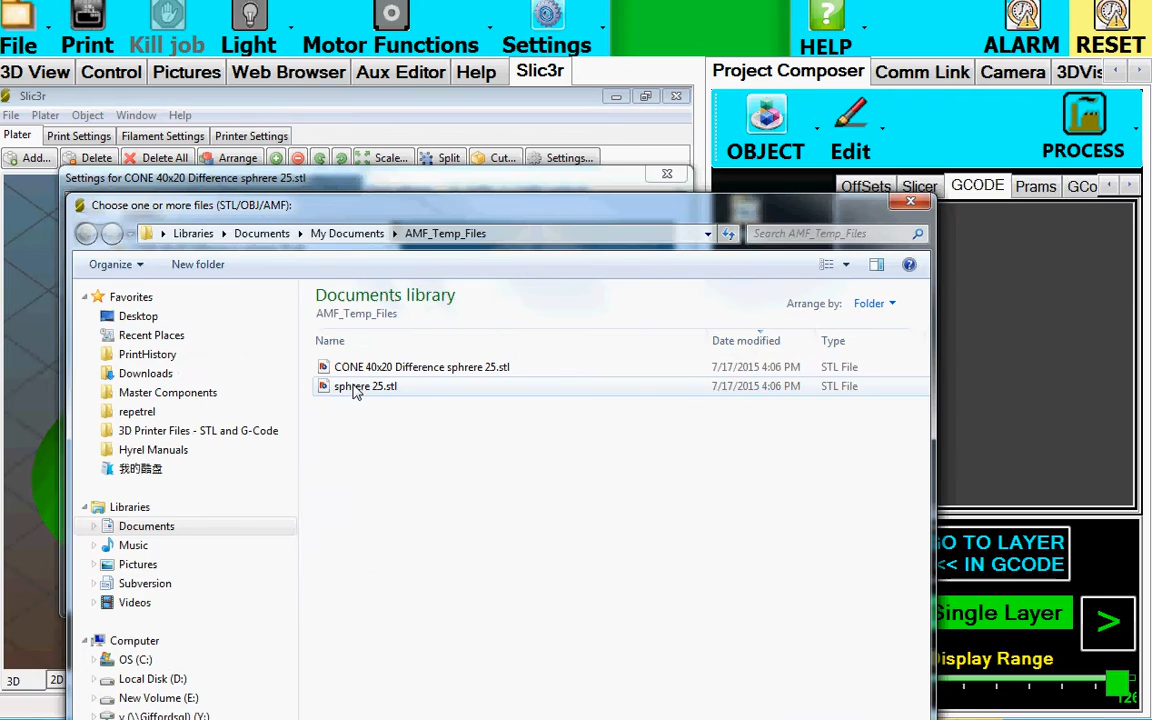 File Print Kill job Light Motor Functions Settings HELP ALARM RESET
3D View Control Pictures Web Browser Aux Editor Help Slic3r Project Composer Comm Link Camera 3DVis
Slic3r
File Plater Object Window Help
OBJECT Edit PROCESS
Plater Print Settings Filament Settings Printer Settings
Add... Delete Delete All Arrange Scale... Split Cut... Settings...
Settings for CONE 40x20 Difference sphrere 25.stl
OffSets Slicer GCODE Prams GCo
Choose one or more files (STL/OBJ/AMF):
Libraries Documents My Documents AMF_Temp_Files Search AMF_Temp_Files
Organize New folder
Documents library
AMF_Temp_Files
Arrange by: Folder
Name Date modified Type
CONE 40x20 Difference sphrere 25.stl 7/17/2015 4:06 PM STL File
sphrere 25.stl 7/17/2015 4:06 PM STL File
Favorites
Desktop
Recent Places
PrintHistory
Downloads
Master Components
repetrel
3D Printer Files - STL and G-Code
Hyrel Manuals
我的酷盘
Libraries
Documents
Music
Pictures
Subversion
Videos
Computer
OS (C:)
Local Disk (D:)
New Volume (E:)
v (\\Giffordsql) (Y:)
3D 2D
GO TO LAYER
<< IN GCODE
Single Layer >
Display Range